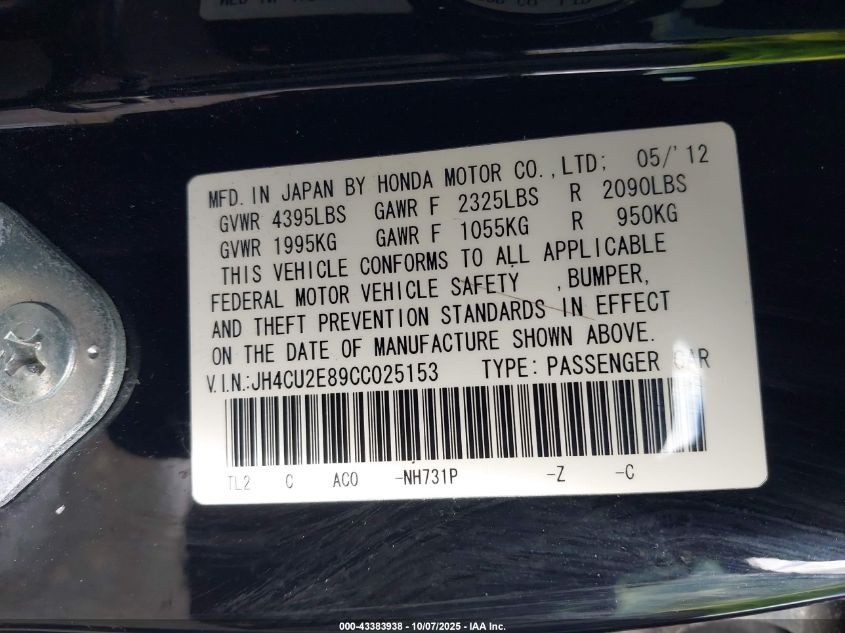 MFD. IN JAPAN BY HONDA MOTOR CO.,LTD; 05/'12
GVWR 4395LBS GAWR F 2325LBS R 2090LBS
GVWR 1995KG GAWR F 1055KG R 950KG
THIS VEHICLE CONFORMS TO ALL APPLICABLE
FEDERAL MOTOR VEHICLE SAFETY ,BUMPER,
AND THEFT PREVENTION STANDARDS IN EFFECT
ON THE DATE OF MANUFACTURE SHOWN ABOVE.
V.I.N.:JH4CU2E89CC025153 TYPE: PASSENGER CAR
TL2 C AC0 -NH731P -Z -C
000-43383938 - 10/07/2025 - IAA Inc.